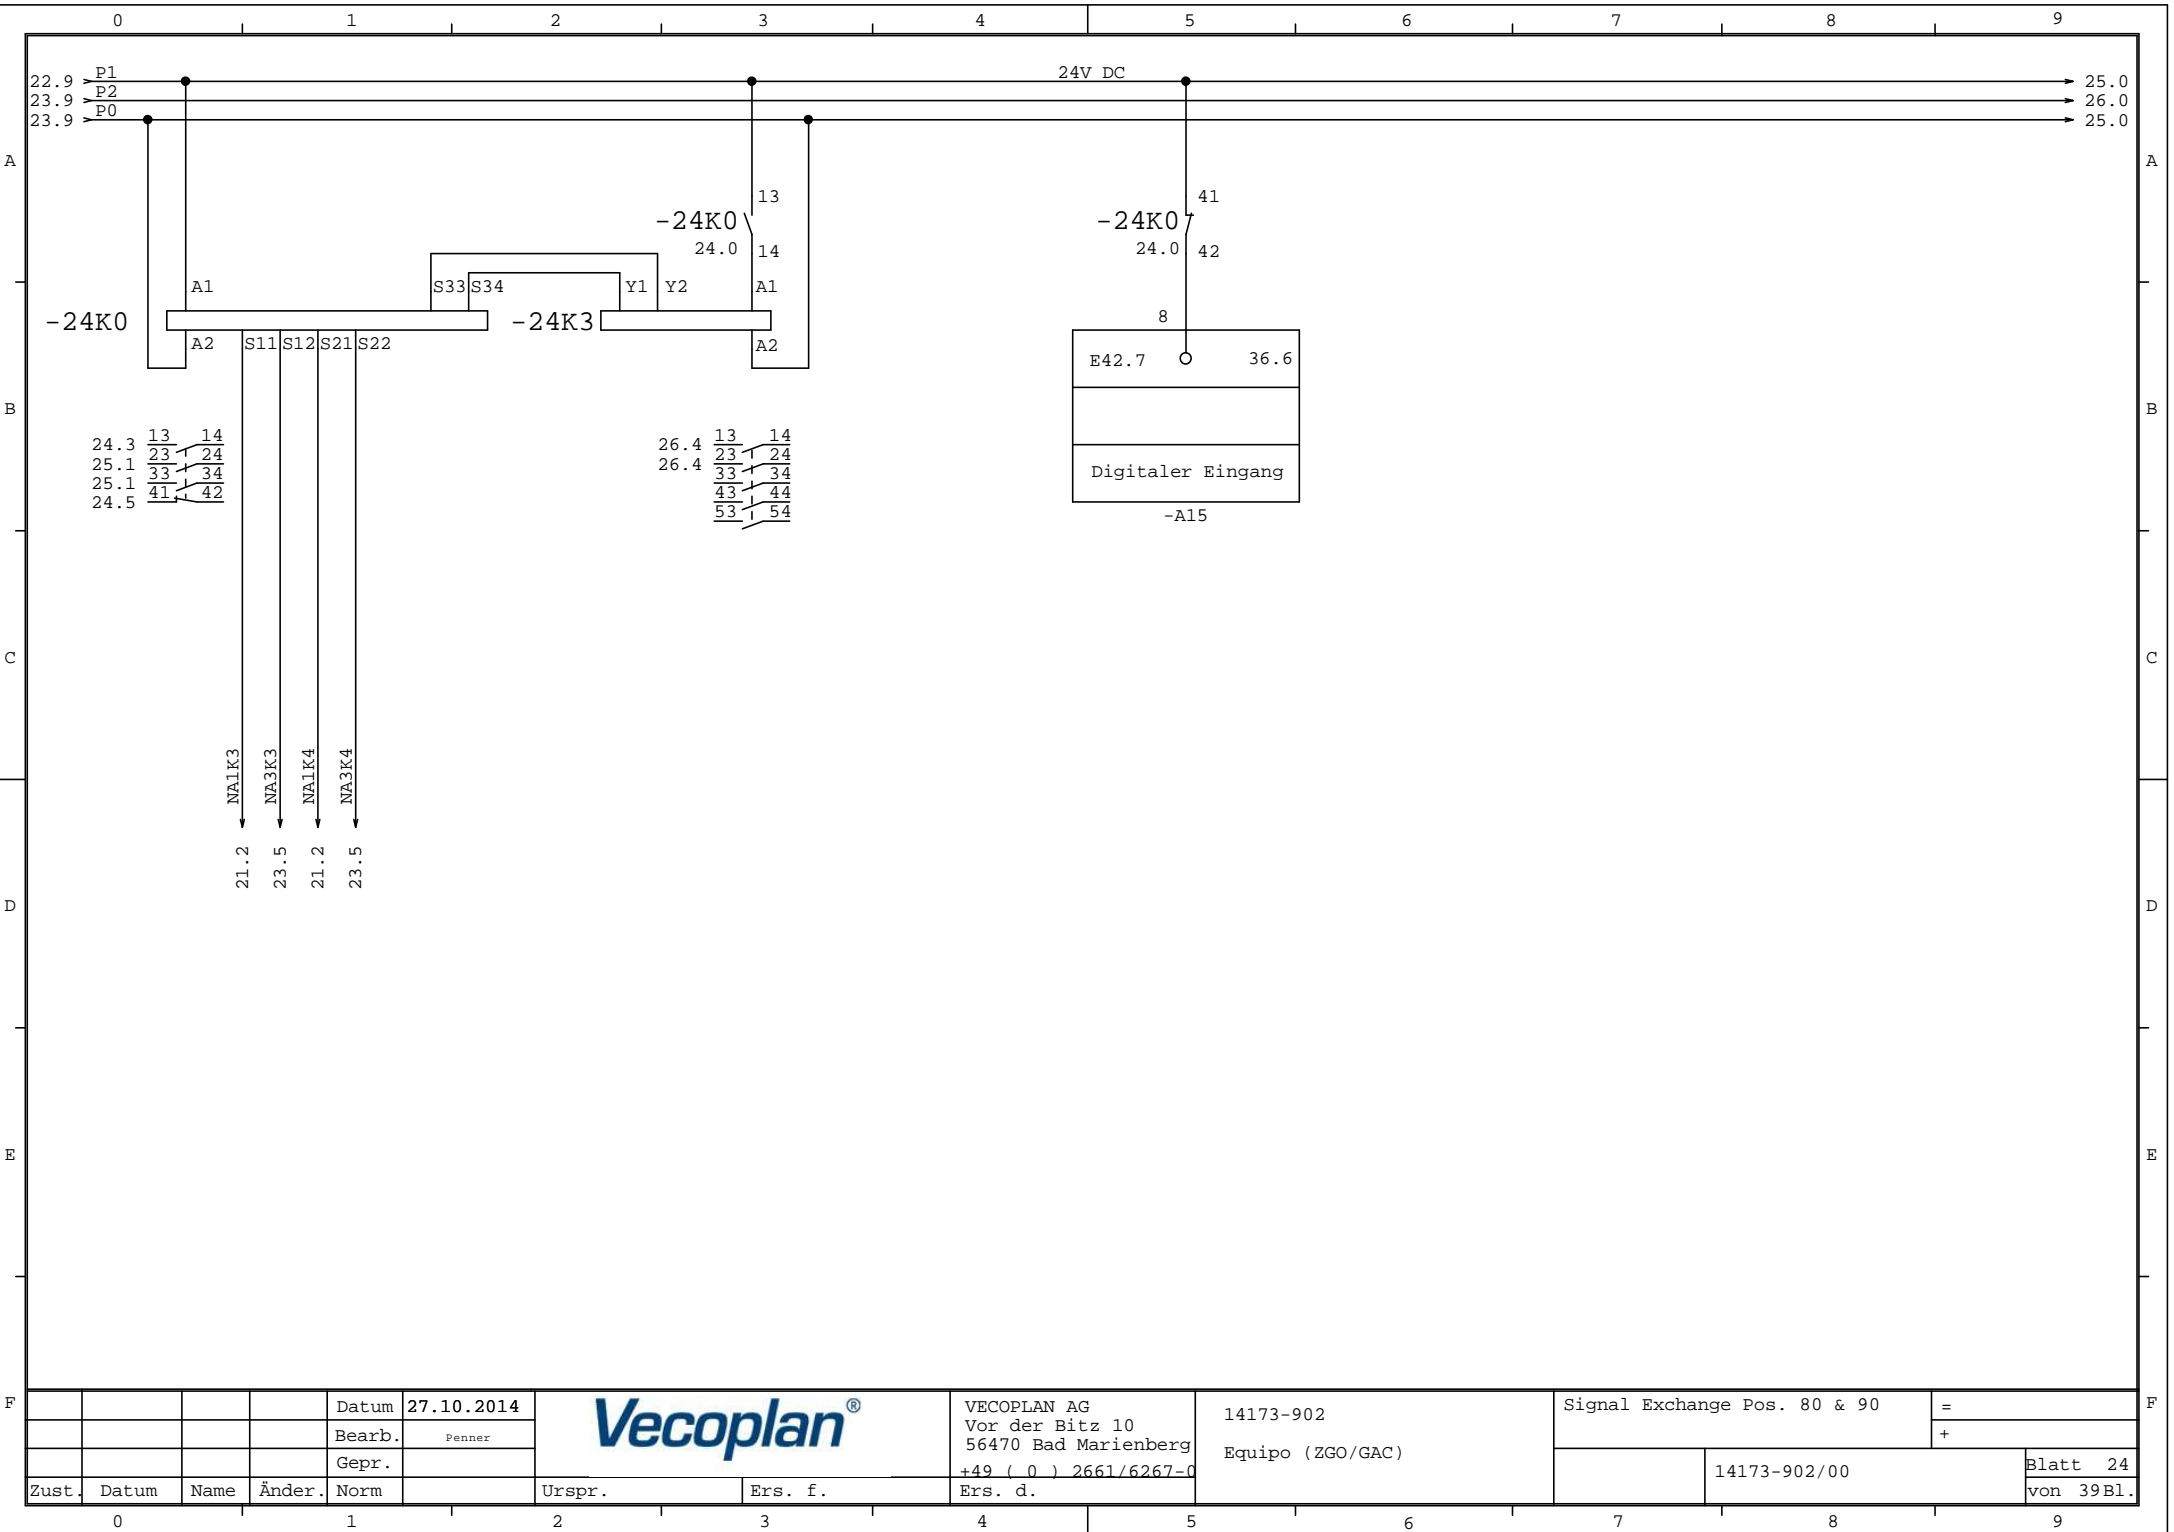 0 1 2 3 4 5 6 7 8 9
22.9 P1 24V DC 25.0
23.9 P2 26.0
23.9 P0 25.0
A A
13 41
-24K0 -24K0
24.0 14 24.0 42
A1 S33 S34 Y1 Y2 A1
-24K0 -24K3 8
A2 S11 S12 S21 S22 A2
E42.7 36.6
B B
24.3 13 14 26.4 13 14
25.1 23 24 26.4 23 24
25.1 33 34 33 34
24.5 41 42 43 44
53 54
Digitaler Eingang
-A15
C C
NA1K3 NA3K3 NA1K4 NA3K4
21.2 23.5 21.2 23.5
D D
E E
F F
Datum 27.10.2014
Bearb. Penner
Gepr.
Zust. Datum Name Änder. Norm
Vecoplan®
Urspr. Ers. f. Ers. d.
VECOPLAN AG
Vor der Bitz 10
56470 Bad Marienberg
+49 ( 0 ) 2661/6267-0
14173-902
Equipo (ZGO/GAC)
Signal Exchange Pos. 80 & 90
=
+
14173-902/00
Blatt 24
von 39Bl.
0 1 2 3 4 5 6 7 8 9